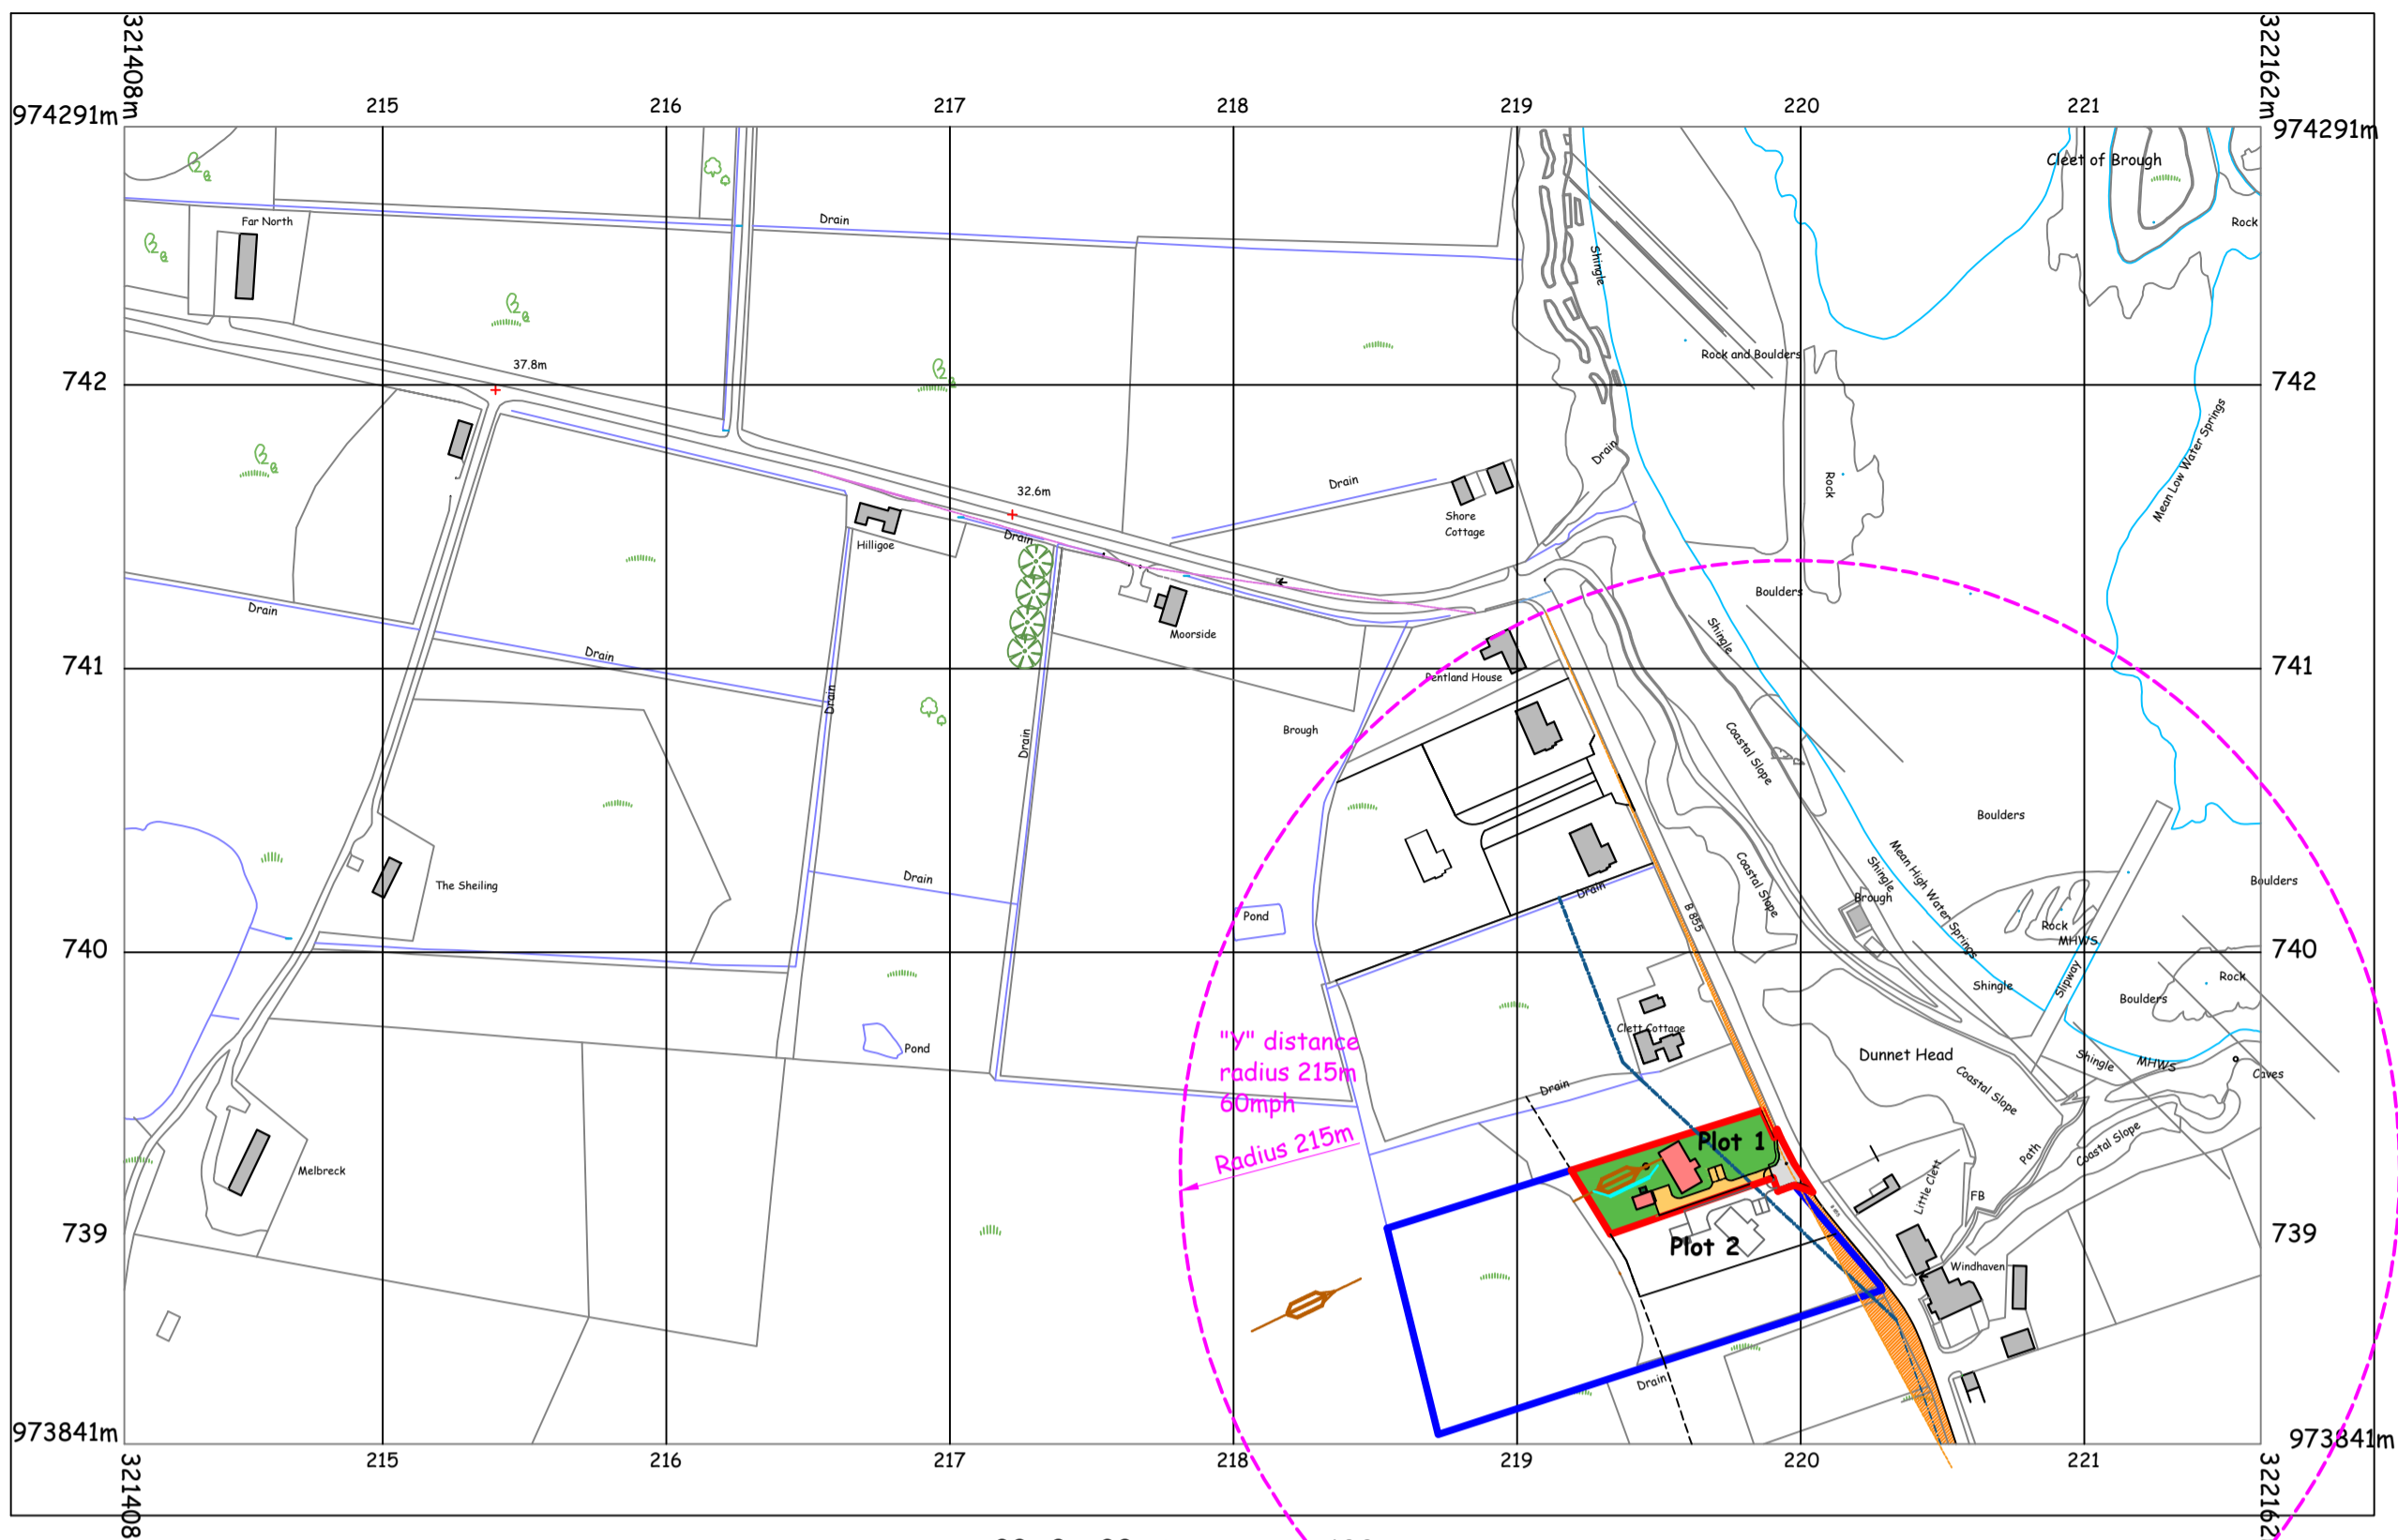 321408m
322162m
974291m
215
216
217
218
219
220
221
974291m
Cleet of Brough
Far North
Drain
Rock
Shingle
37.8m
Rock and Boulders
742
742
Mean Low Water Springs
Drain
Rock
Drain
32.6m
Shore
Cottage
Drain
Hilligoe
Boulders
Drain
Moorside
Shingle
Drain
741
741
Pentland House
Drain
Brough
Drain
Coastal Slope
Boulders
Mean High Water Springs
Drain
The Sheiling
Coastal Slope
Shingle
Boulders
Drain
Brough
Pond
B 855
Rock
MHWS
740
740
Rock
Slipway
Shingle
Boulders
Clett Cottage
"Y" distance
radius 215m
60mph
Pond
Dunnet Head
Shingle
MHWS
Caves
Drain
Coastal Slope
Radius 215m
Plot 1
Path
Coastal Slope
Melbreck
Little Clett
FB
739
739
Plot 2
Windhaven
Drain
973841m
973841m
215
216
217
218
219
220
221
321408
322162